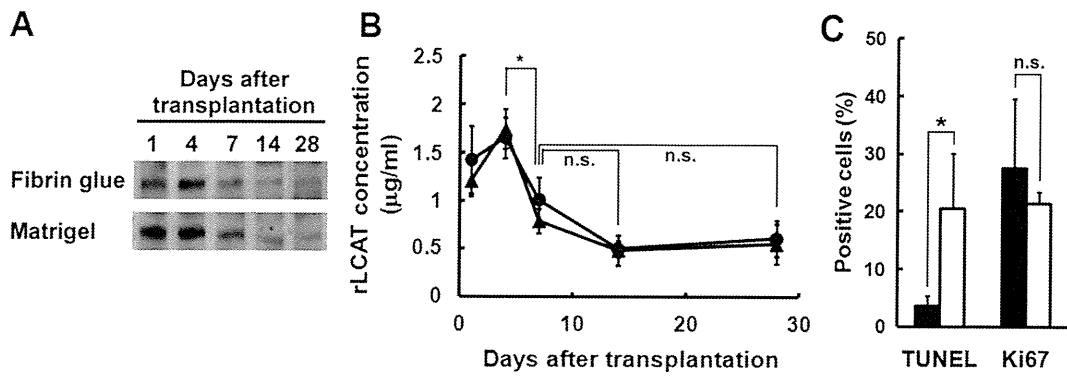 A
Days after
transplantation
1 4 7 14 28
Fibrin glue
Matrigel
B
rLCAT concentration
(μg/ml)
2.5
2
1.5
1
0.5
0
*
n.s.
n.s.
0 10 20 30
Days after transplantation
C
Positive cells (%)
50
40
30
20
10
0
*
n.s.
TUNEL Ki67